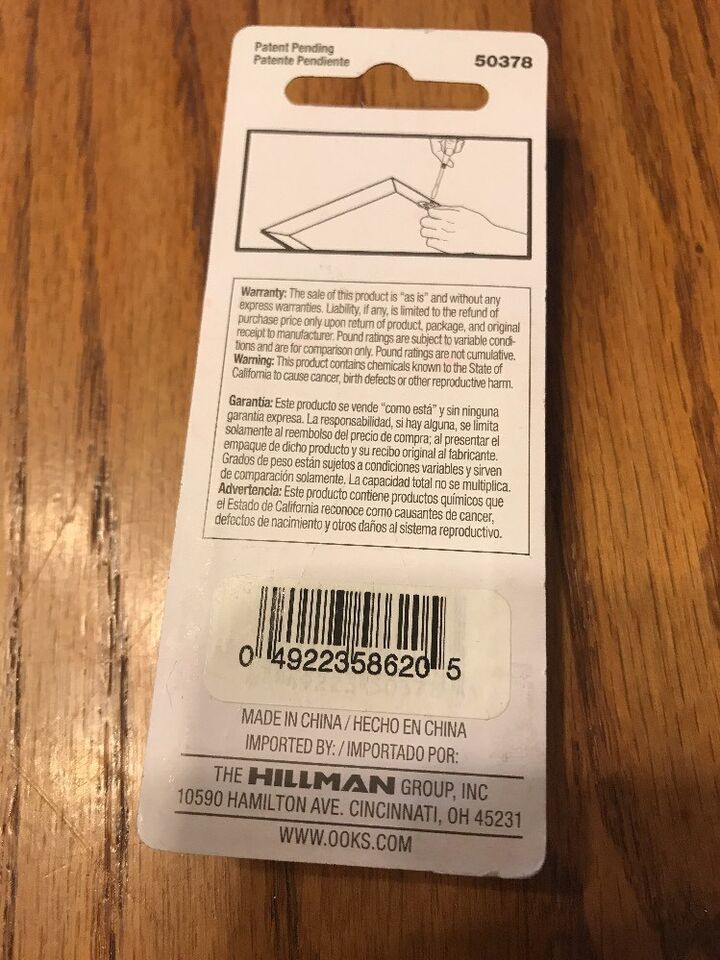 Patent Pending
Patente Pendiente
50378
Warranty: The sale of this product is "as is" and without any
express warranties. Liability, if any, is limited to the refund of
purchase price only upon return of product, package, and original
receipt to manufacturer. Pound ratings are subject to variable condi-
tions and are for comparison only. Pound ratings are not cumulative.
Warning: This product contains chemicals known to the State of
California to cause cancer, birth defects or other reproductive harm.
Garantía: Este producto se vende "como está" y sin ninguna
garantía expresa. La responsabilidad, si hay alguna, se limita
solamente al reembolso del precio de compra; al presentar el
empaque de dicho producto y su recibo original al fabricante.
Grados de peso están sujetos a condiciones variables y sirven
de comparación solamente. La capacidad total no se multiplica.
Advertencia: Este producto contiene productos químicos que
el Estado de California reconoce como causantes de cancer,
defectos de nacimiento y otros daños al sistema reproductivo.
0 4922358620 5
MADE IN CHINA / HECHO EN CHINA
IMPORTED BY: / IMPORTADO POR:
THE HILLMAN GROUP, INC
10590 HAMILTON AVE. CINCINNATI, OH 45231
WWW.OOKS.COM